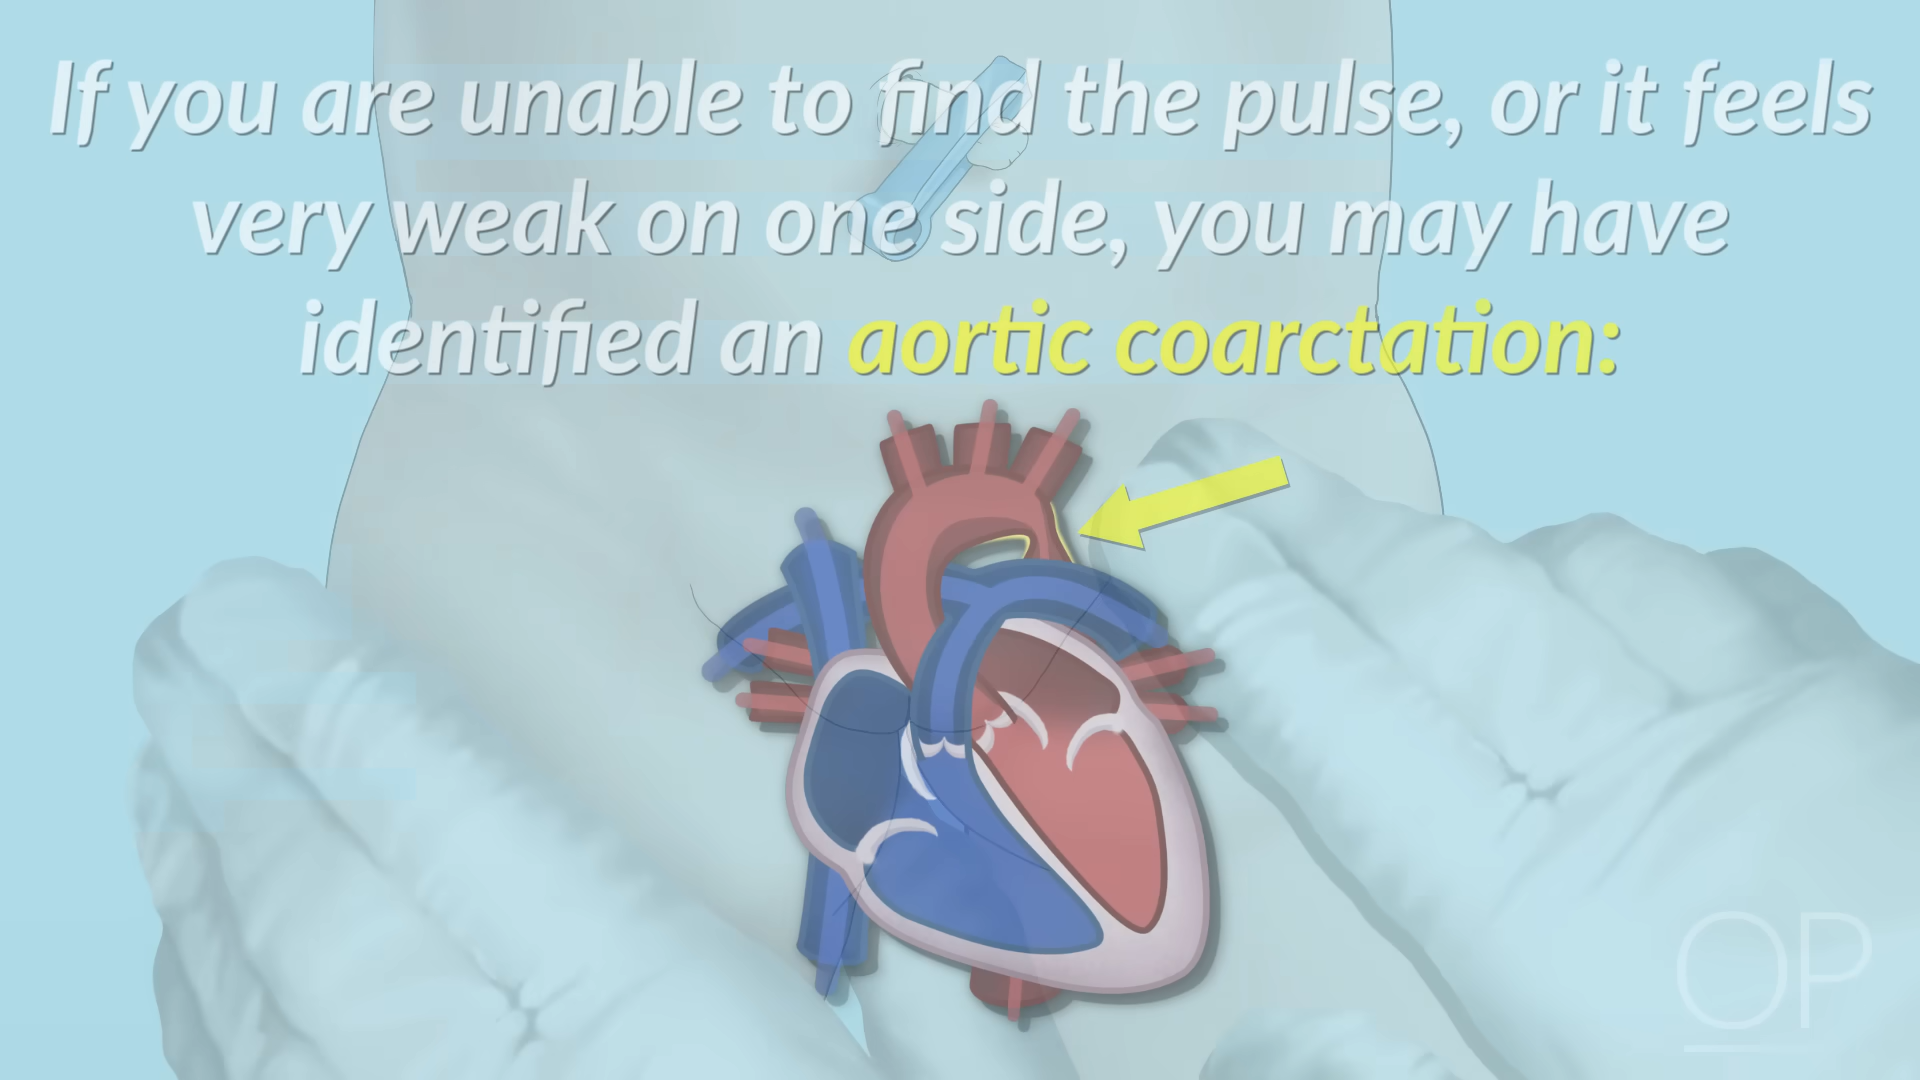 If you are unable to find the pulse, or it feels
very weak on one side, you may have
identified an aortic coarctation:
OP